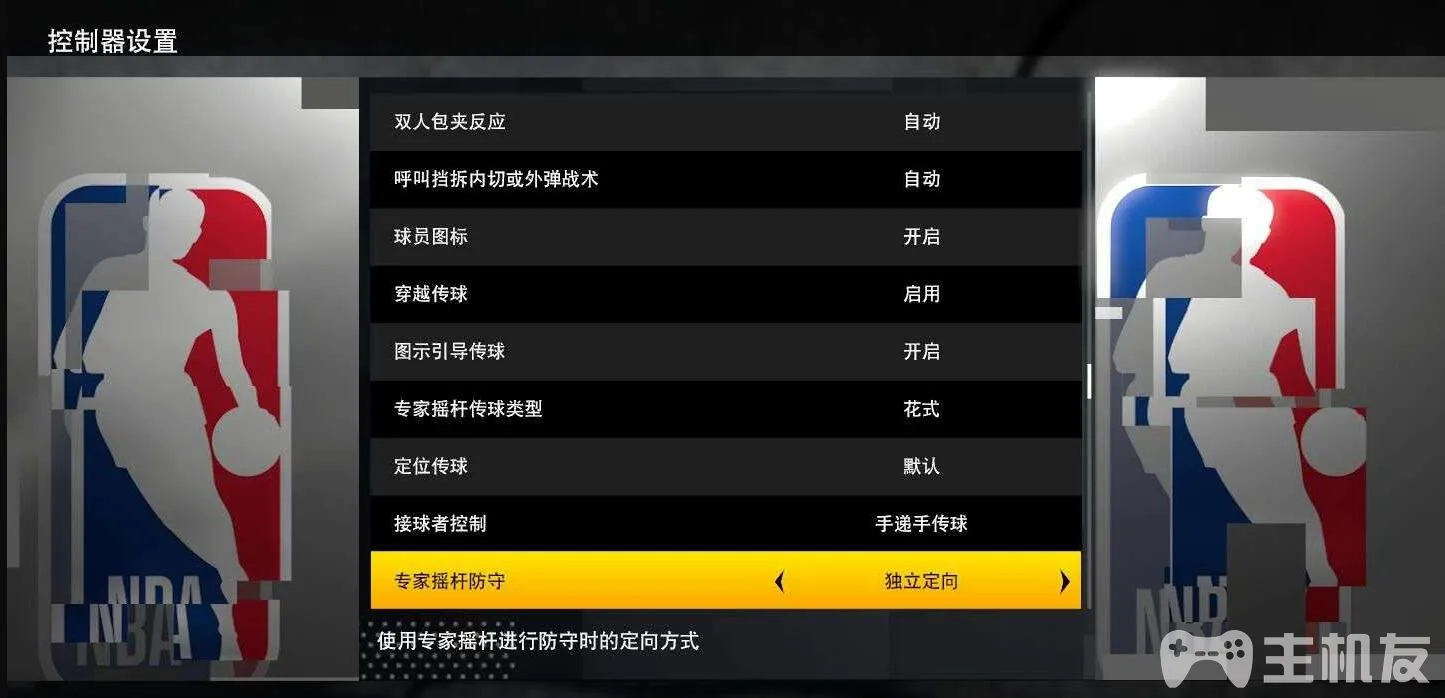 控制器设置
双人包夹反应 自动
呼叫挡拆内切或外弹战术 自动
球员图标 开启
穿越传球 启用
图示引导传球 开启
专家摇杆传球类型 花式
定位传球 默认
接球者控制 手递手传球
专家摇杆防守 独立定向
使用专家摇杆进行防守时的定向方式
NBA
主机友